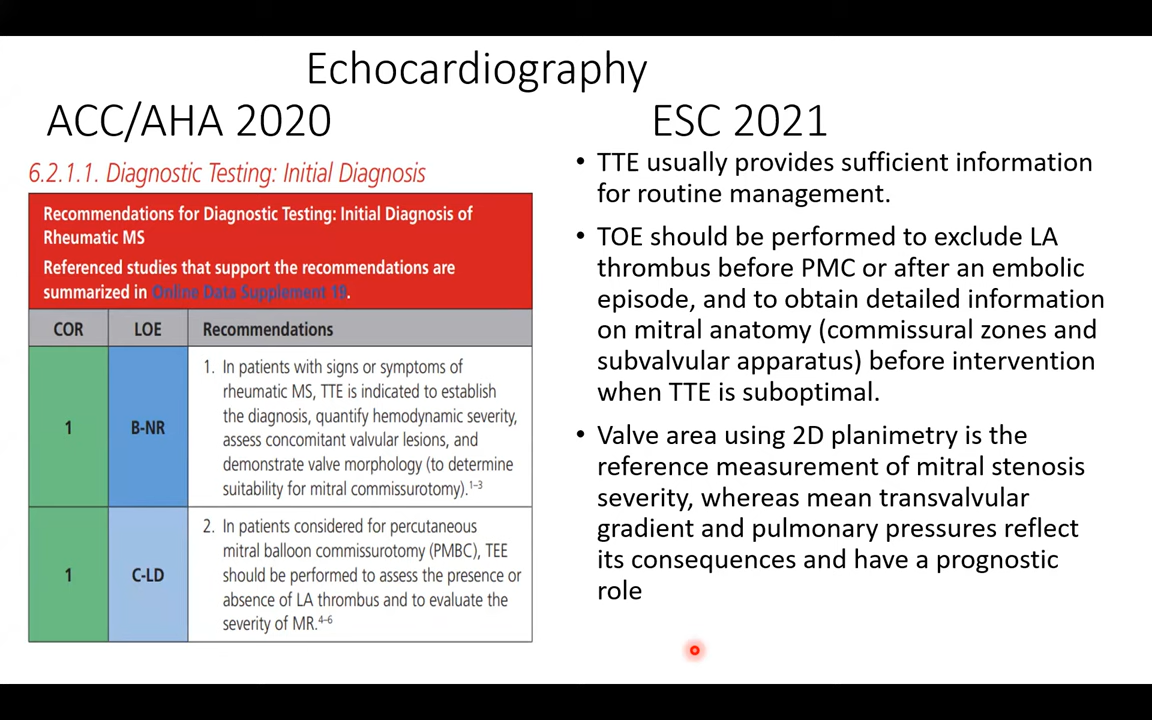 Echocardiography
ACC/AHA 2020
6.2.1.1. Diagnostic Testing: Initial Diagnosis
Recommendations for Diagnostic Testing: Initial Diagnosis of
Rheumatic MS
Referenced studies that support the recommendations are
summarized in Online Data Supplement 19.
COR LOE Recommendations
1 B-NR
1. In patients with signs or symptoms of
rheumatic MS, TTE is indicated to establish
the diagnosis, quantify hemodynamic severity,
assess concomitant valvular lesions, and
demonstrate valve morphology (to determine
suitability for mitral commissurotomy).1–3
1 C-LD
2. In patients considered for percutaneous
mitral balloon commissurotomy (PMBC), TEE
should be performed to assess the presence or
absence of LA thrombus and to evaluate the
severity of MR.4–6
ESC 2021
• TTE usually provides sufficient information
for routine management.
• TOE should be performed to exclude LA
thrombus before PMC or after an embolic
episode, and to obtain detailed information
on mitral anatomy (commissural zones and
subvalvular apparatus) before intervention
when TTE is suboptimal.
• Valve area using 2D planimetry is the
reference measurement of mitral stenosis
severity, whereas mean transvalvular
gradient and pulmonary pressures reflect
its consequences and have a prognostic
role